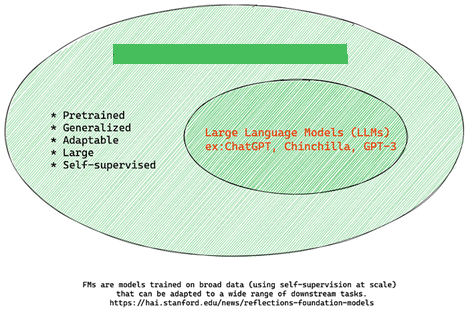 * Pretrained
* Generalized
* Adaptable
* Large
* Self-supervised
Large Language Models (LLMs)
ex:ChatGPT, Chinchilla, GPT-3
FMs are models trained on broad data (using self-supervision at scale)
that can be adapted to a wide range of downstream tasks.
https://hai.stanford.edu/news/reflections-foundation-models